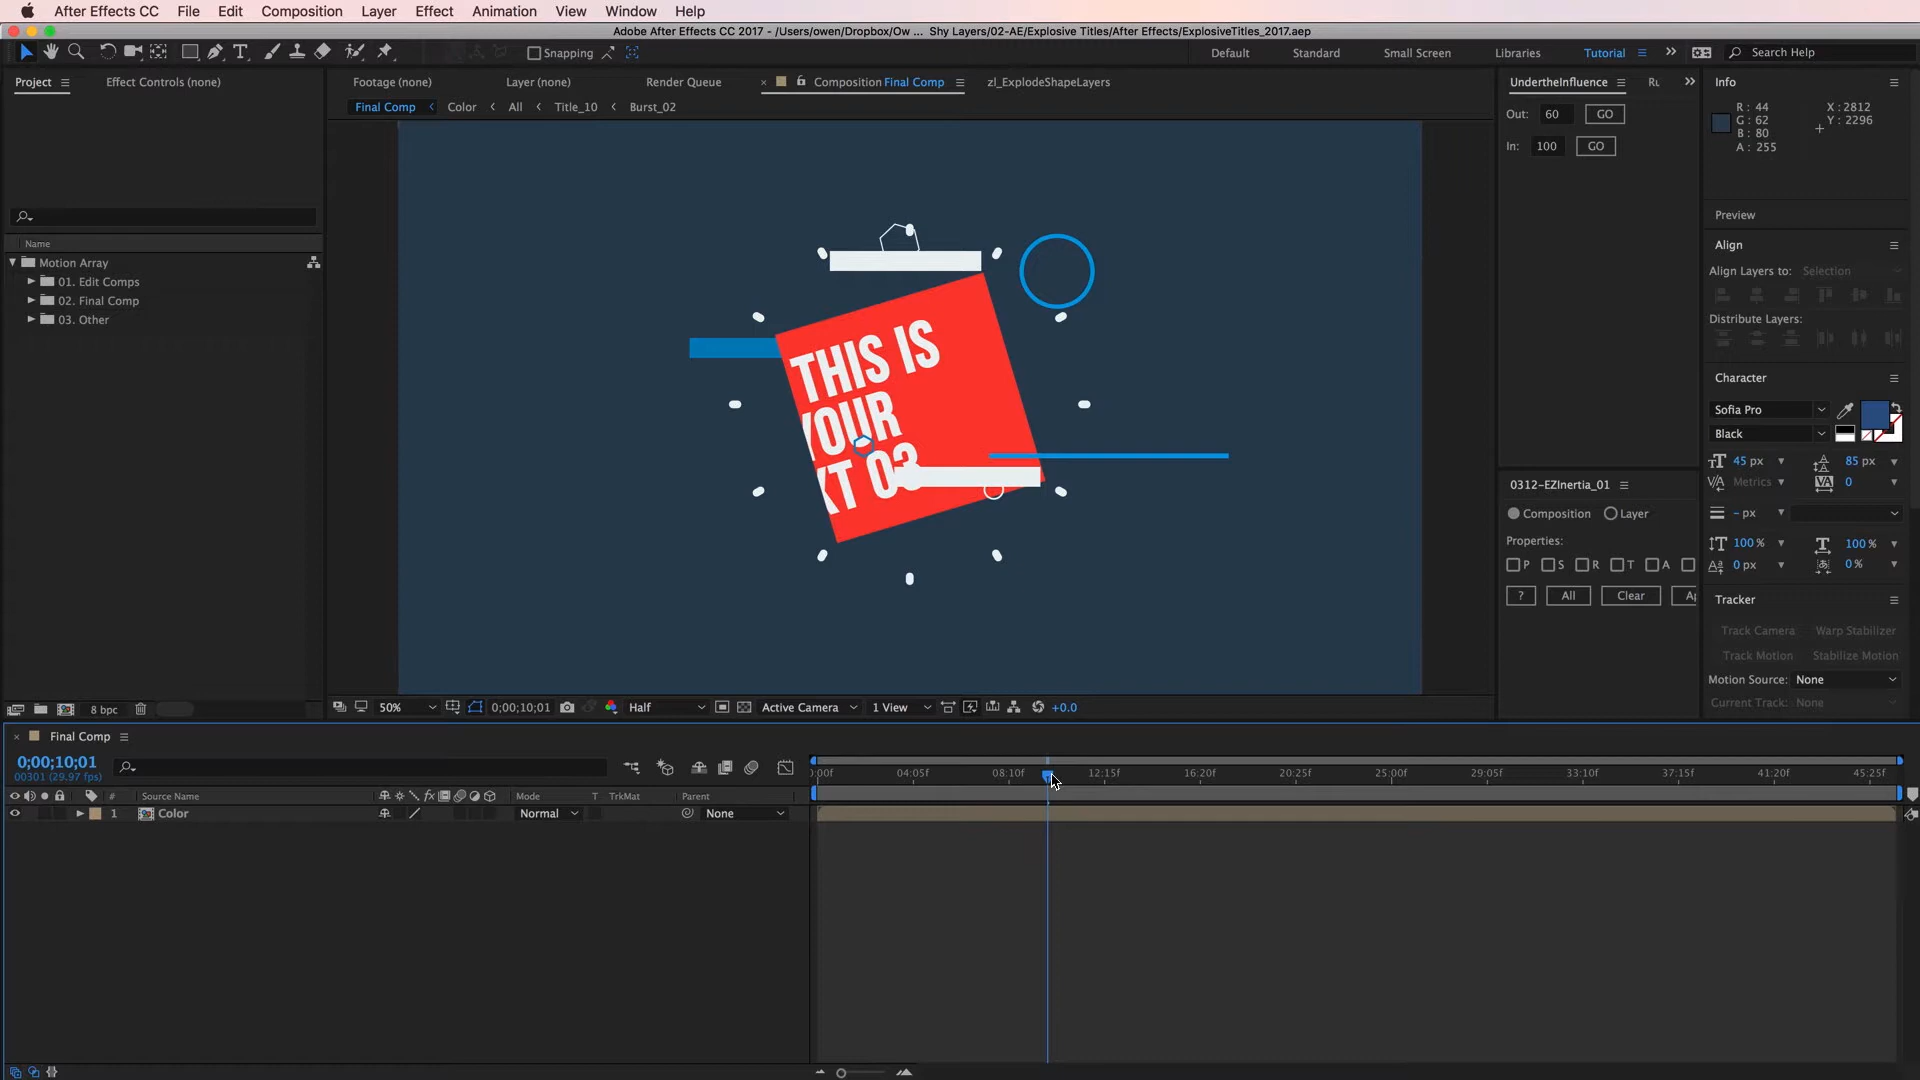 After Effects CC File Edit Composition Layer Effect Animation View Window Help
Adobe After Effects CC 2017 - /Users/owen/Dropbox/Ow ... Shy Layers/02-AE/Explosive Titles/After Effects/ExplosiveTitles_2017.aep
Snapping Default Standard Small Screen Libraries Tutorial Search Help
Project Effect Controls (none) Footage (none) Layer (none) Render Queue Composition Final Comp zl_ExplodeShapeLayers
Final Comp Color All Title_10 Burst_02
Name
Motion Array
01. Edit Comps
02. Final Comp
03. Other
8 bpc
THIS IS
YOUR
XT 03
50% 0;00;10;01 Half Active Camera 1 View +0.0
UndertheInfluence
Out: 60 GO
In: 100 GO
0312-EZInertia_01
Composition Layer
Properties:
P S R T A
? All Clear Ap
Info
R : 44 X : 2812
G : 62 Y : 2296
B : 80
A : 255
Preview
Align
Align Layers to: Selection
Distribute Layers:
Character
Sofia Pro
Black
45 px 85 px
Metrics 0
- px
100 % 100 %
0 px 0 %
Tracker
Track Camera Warp Stabilizer
Track Motion Stabilize Motion
Motion Source: None
Current Track: None
Final Comp
0;00;10;01
00301 (29.97 fps)
):00f 04:05f 08:10f 12:15f 16:20f 20:25f 25:00f 29:05f 33:10f 37:15f 41:20f 45:25f
# Source Name Mode T TrkMat Parent
1 Color Normal None